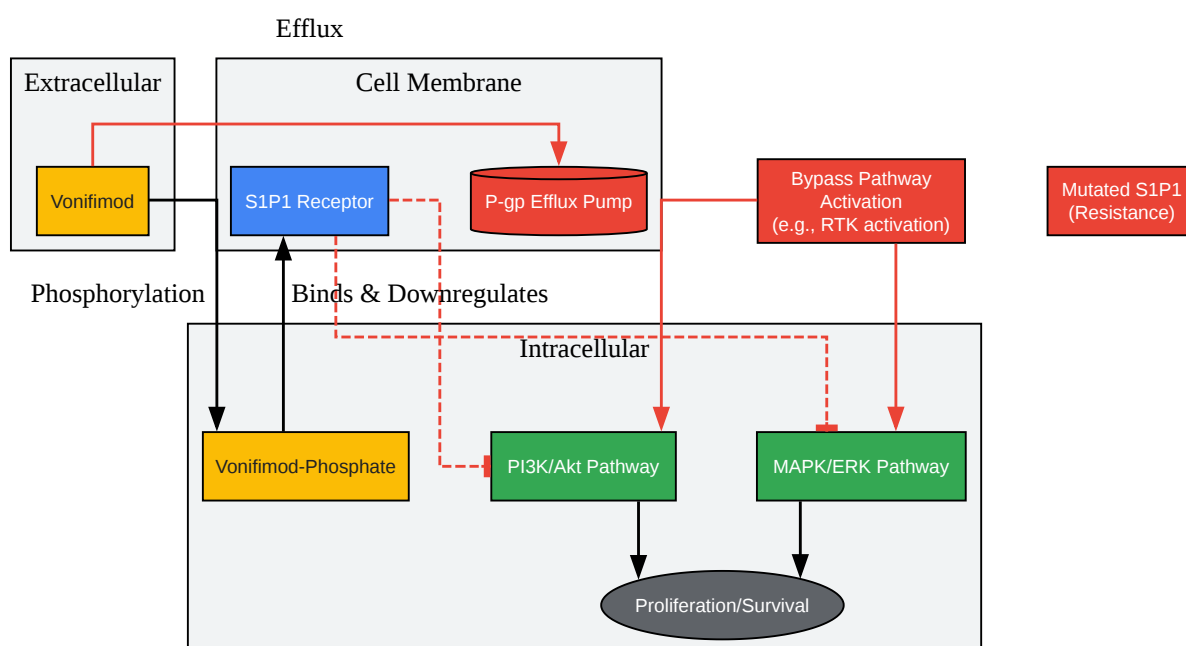 Efflux
Extracellular
Cell Membrane
Vonifimod
S1P1 Receptor
P-gp Efflux Pump
Bypass Pathway
Activation
(e.g., RTK activation)
Mutated S1P1
(Resistance)
Phosphorylation
Binds & Downregulates
Intracellular
Vonifimod-Phosphate
PI3K/Akt Pathway
MAPK/ERK Pathway
Proliferation/Survival